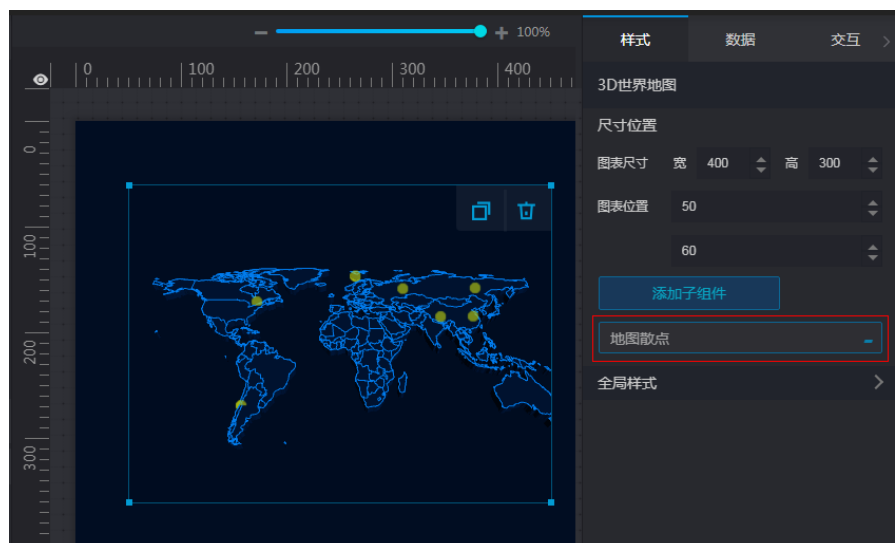 100%
样式 数据 交互
0 100 200 300 400
3D世界地图
尺寸位置
图表尺寸 宽 400 高 300
图表位置 50
60
添加子组件
地图散点
全局样式
0
100
200
300